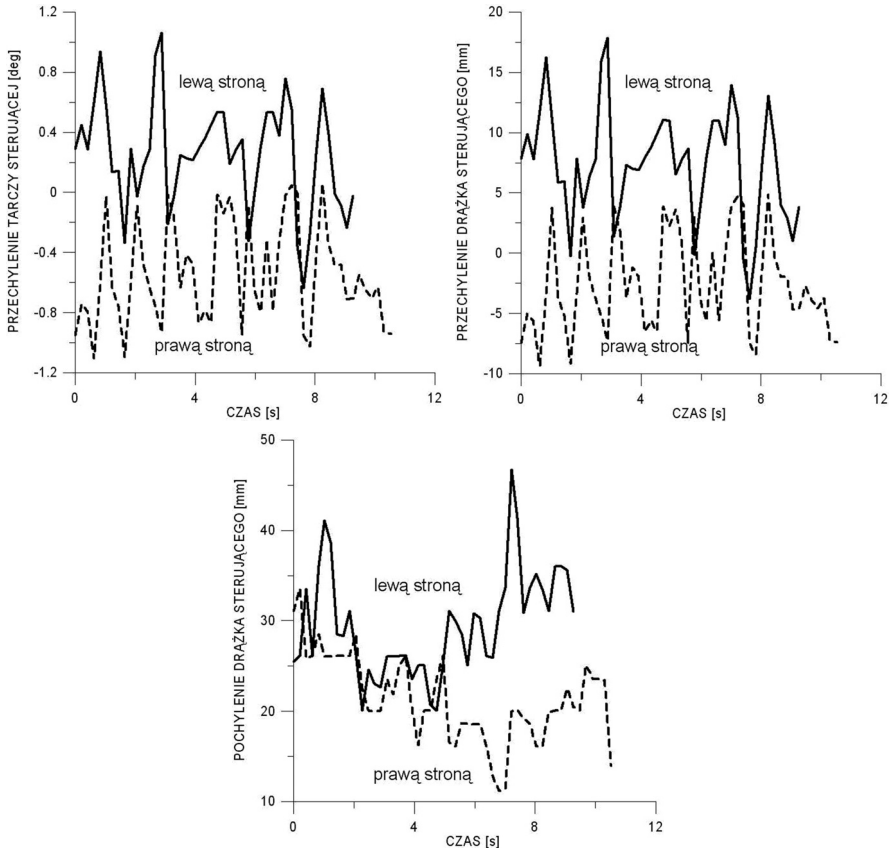 PRZECHYLENIE TARCZY STERUJĄCEJ [deg]
1.2
0.8
0.4
0
-0.4
-0.8
-1.2
lewą stroną
prawą stroną
0 4 8 12
CZAS [s]
PRZECHYLENIE DRĄŻKA STERUJĄCEGO [mm]
20
15
10
5
0
-5
-10
lewą stroną
prawą stroną
0 4 8 12
CZAS [s]
POCHYLENIE DRĄŻKA STERUJĄCEGO [mm]
50
40
30
20
10
lewą stroną
prawą stroną
0 4 8 12
CZAS [s]